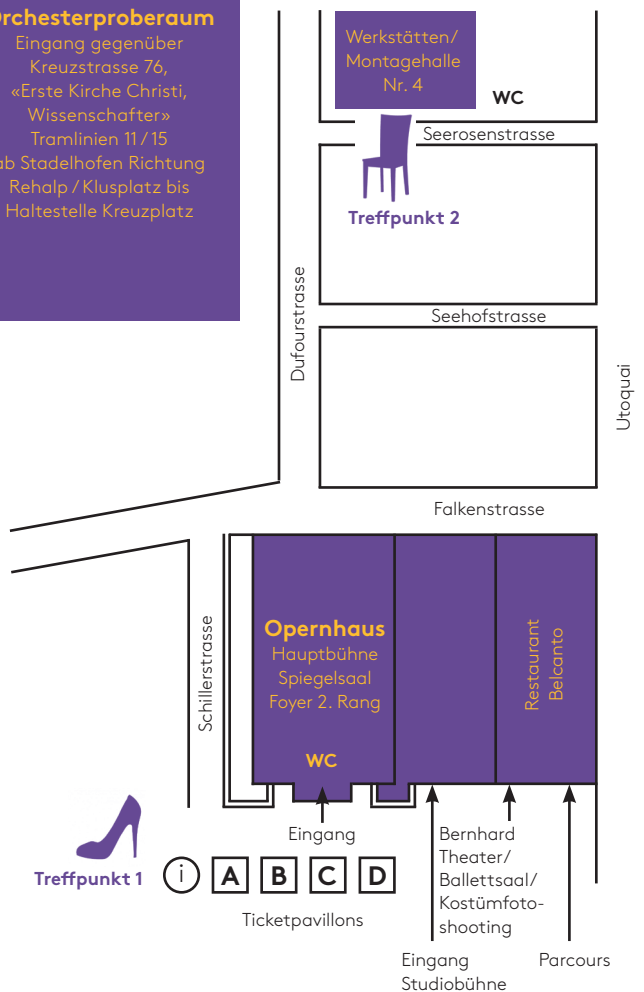 Orchesterproberaum
Eingang gegenüber
Kreuzstrasse 76,
«Erste Kirche Christi,
Wissenschafter»
Tramlinien 11 / 15
ab Stadelhofen Richtung
Rehalp / Klusplatz bis
Haltestelle Kreuzplatz
Werkstätten/
Montagehalle
Nr. 4
WC
Seerosenstrasse
Treffpunkt 2
Dufourstrasse
Seehofstrasse
Utoquai
Falkenstrasse
Schillerstrasse
Opernhaus
Hauptbühne
Spiegelsaal
Foyer 2. Rang
WC
Restaurant
Belcanto
Eingang
Treffpunkt 1
i
A
B
C
D
Ticketpavillons
Bernhard
Theater/
Ballettsaal/
Kostümfoto-
shooting
Eingang
Studiobühne
Parcours